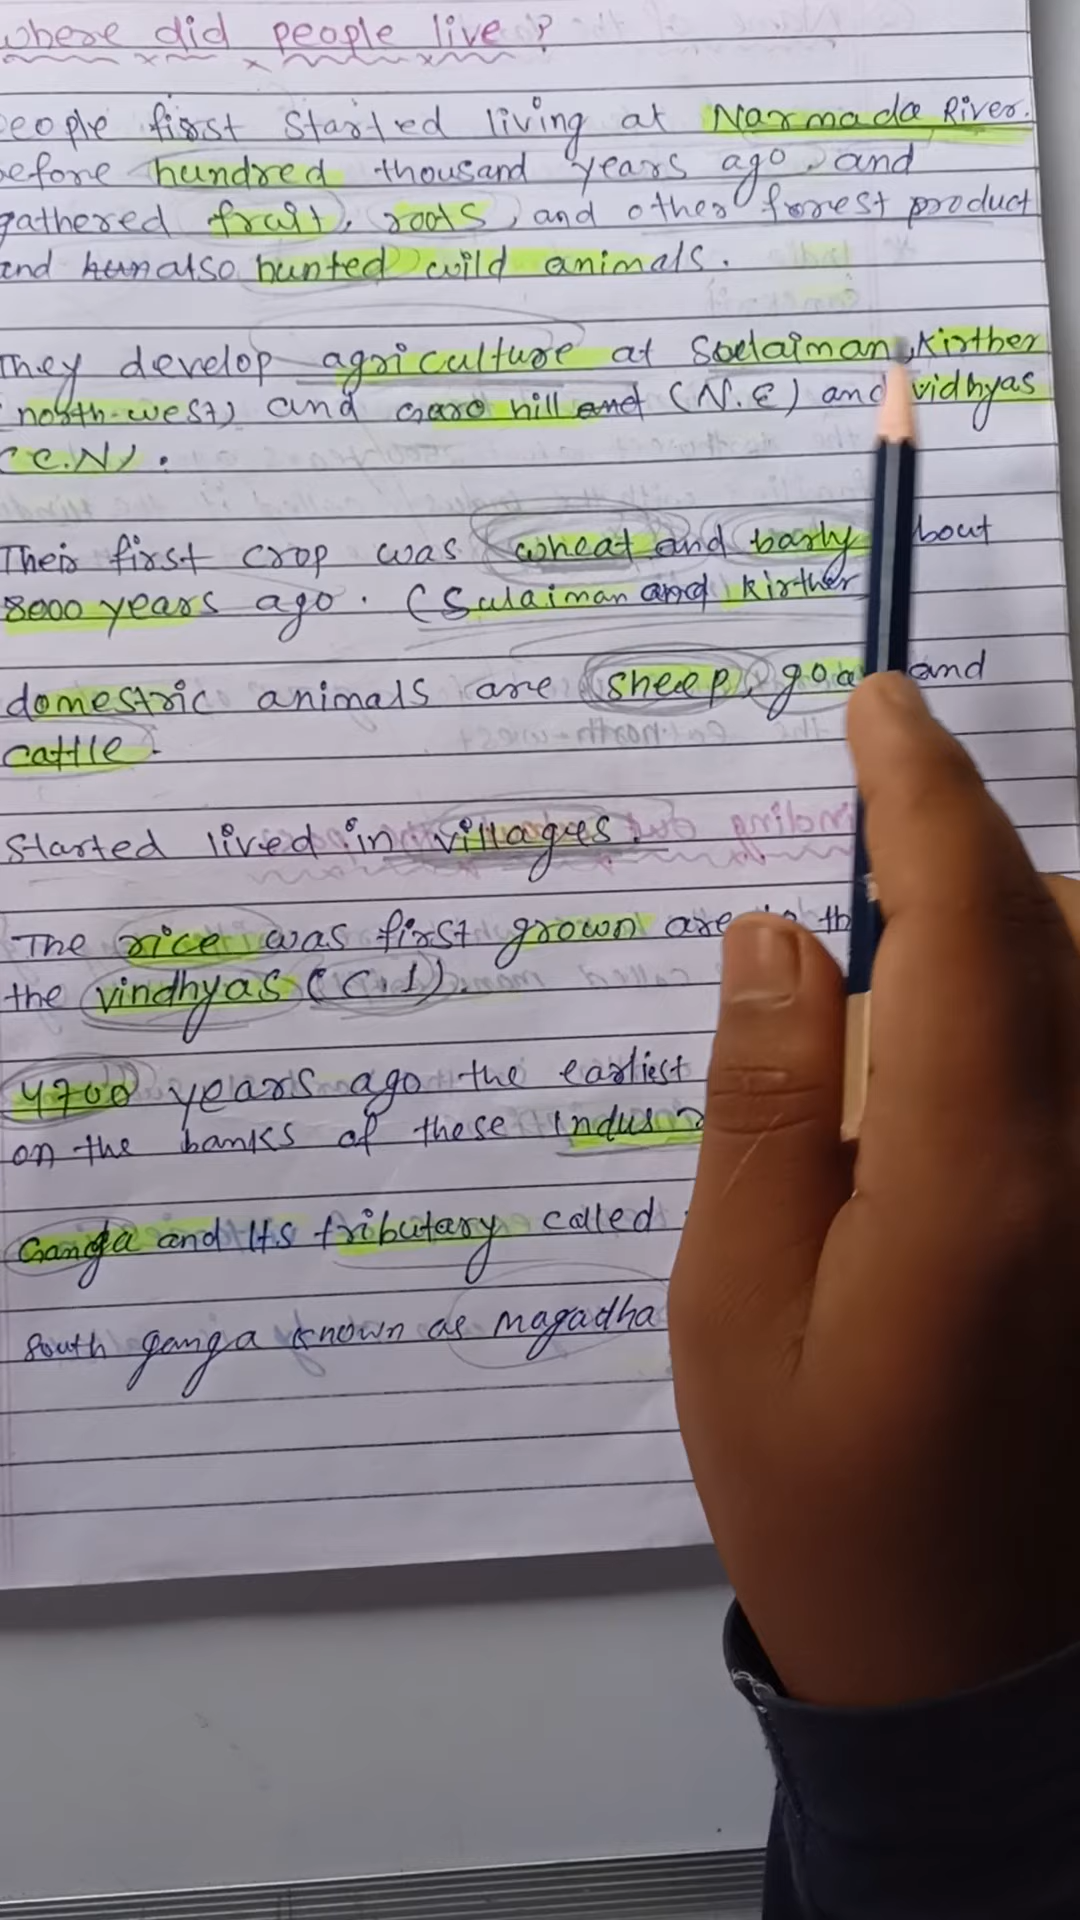 where did people live?
eople first started living at Narmada River.
efore hundred thousand years ago, and
gathered fruit, roots, and other forest product
and hunalso hunted wild animals.
They develop agriculture at Soelaiman, Kirther
north-west) and Garo hill and (N.E) and vidhyas
(C.N).
Their first crop was wheat and barly bout
8000 years ago. (Sulaiman and kirther
domestric animals are sheep, goa and
cattle.
Started lived in villages.
The rice was first grown are th
the vindhyas (C.I).
4700 years ago the earliest
on the banks of these indus
Ganga and Its tributary called
South ganga known as magadha